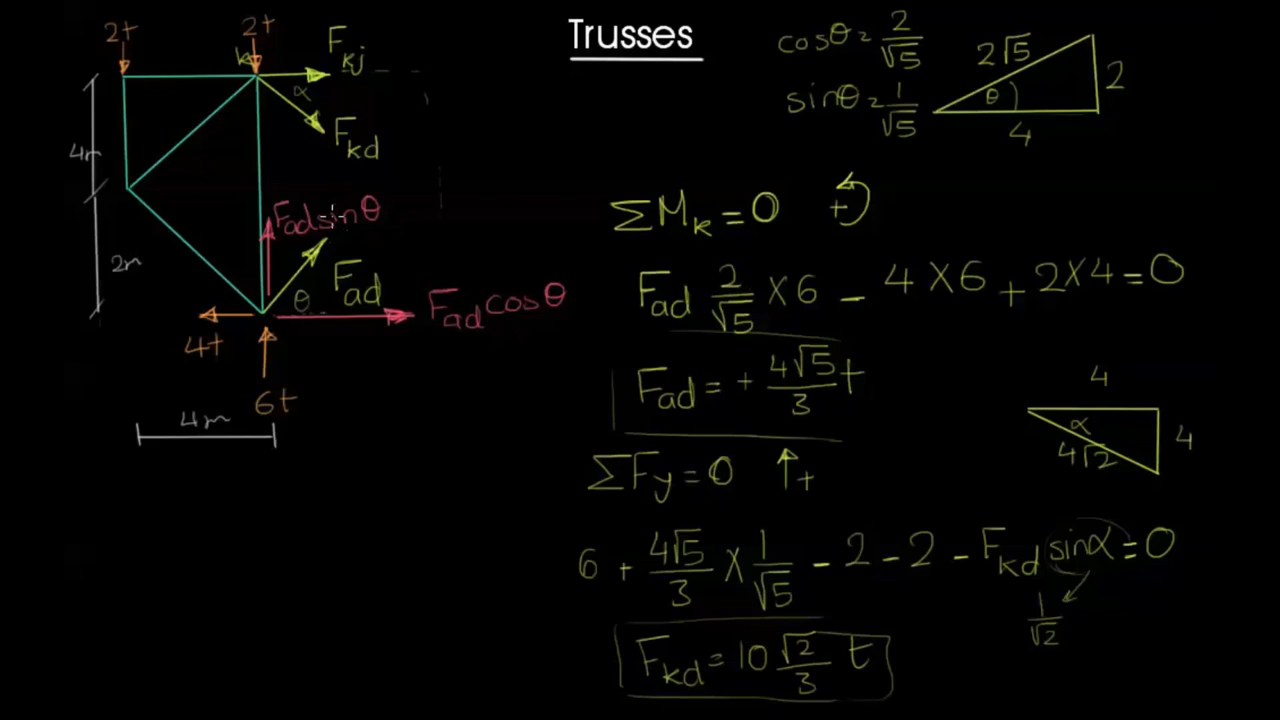 Trusses
2t
2t
k
F_kj
α
F_kd
4m
2m
F_ad sinθ
F_ad
θ
F_ad cosθ
4t
6t
4m
cosθ = 2/√5
sinθ = 1/√5
2√5
θ
2
4
ΣM_k = 0 +
F_ad 2/√5 × 6 - 4 × 6 + 2 × 4 = 0
F_ad = + 4√5/3 t
4
α
4
4√2
ΣF_y = 0 ↑+
6 + 4√5/3 × 1/√5 - 2 - 2 - F_kd sinα = 0
1/√2
F_kd = 10 √2/3 t